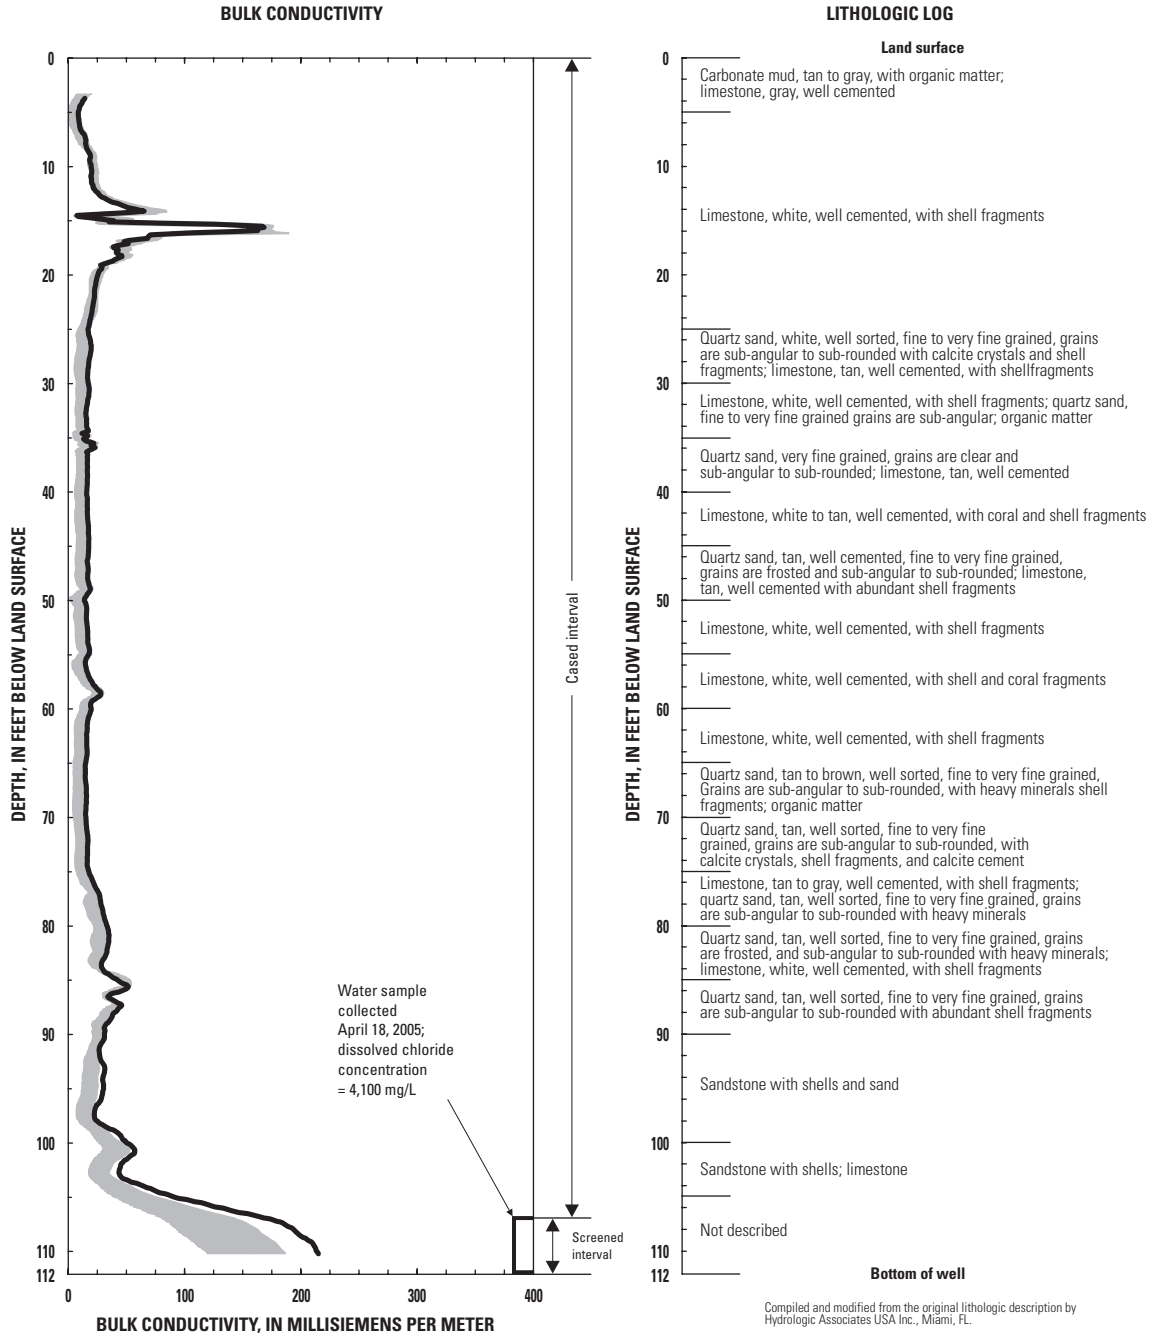 BULK CONDUCTIVITY
0
10
20
30
40
50
60
70
80
90
100
110
112
DEPTH, IN FEET BELOW LAND SURFACE
0
100
200
300
400
BULK CONDUCTIVITY, IN MILLISIEMENS PER METER
Water sample
collected
April 18, 2005;
dissolved chloride
concentration
= 4,100 mg/L
Cased interval
Screened
interval
LITHOLOGIC LOG
Land surface
0
10
20
30
40
50
60
70
80
90
100
110
112
DEPTH, IN FEET BELOW LAND SURFACE
Carbonate mud, tan to gray, with organic matter;
limestone, gray, well cemented
Limestone, white, well cemented, with shell fragments
Quartz sand, white, well sorted, fine to very fine grained, grains
are sub-angular to sub-rounded with calcite crystals and shell
fragments; limestone, tan, well cemented, with shellfragments
Limestone, white, well cemented, with shell fragments; quartz sand,
fine to very fine grained grains are sub-angular; organic matter
Quartz sand, very fine grained, grains are clear and
sub-angular to sub-rounded; limestone, tan, well cemented
Limestone, white to tan, well cemented, with coral and shell fragments
Quartz sand, tan, well cemented, fine to very fine grained,
grains are frosted and sub-angular to sub-rounded; limestone,
tan, well cemented with abundant shell fragments
Limestone, white, well cemented, with shell fragments
Limestone, white, well cemented, with shell and coral fragments
Limestone, white, well cemented, with shell fragments
Quartz sand, tan to brown, well sorted, fine to very fine grained,
Grains are sub-angular to sub-rounded, with heavy minerals shell
fragments; organic matter
Quartz sand, tan, well sorted, fine to very fine
grained, grains are sub-angular to sub-rounded, with
calcite crystals, shell fragments, and calcite cement
Limestone, tan to gray, well cemented, with shell fragments;
quartz sand, tan, well sorted, fine to very fine grained, grains
are sub-angular to sub-rounded with heavy minerals
Quartz sand, tan, well sorted, fine to very fine grained, grains
are frosted, and sub-angular to sub-rounded with heavy minerals;
limestone, white, well cemented, with shell fragments
Quartz sand, tan, well sorted, fine to very fine grained, grains
are sub-angular to sub-rounded with abundant shell fragments
Sandstone with shells and sand
Sandstone with shells; limestone
Not described
Bottom of well
Compiled and modified from the original lithologic description by
Hydrologic Associates USA Inc., Miami, FL.